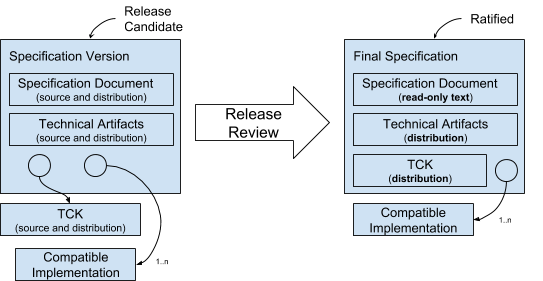 Release
Candidate
Specification Version
Specification Document
(source and distribution)
Technical Artifacts
(source and distribution)
TCK
(source and distribution)
Compatible
Implementation
1..n
Release
Review
Ratified
Final Specification
Specification Document
(read-only text)
Technical Artifacts
(distribution)
TCK
(distribution)
Compatible
Implementation
1..n